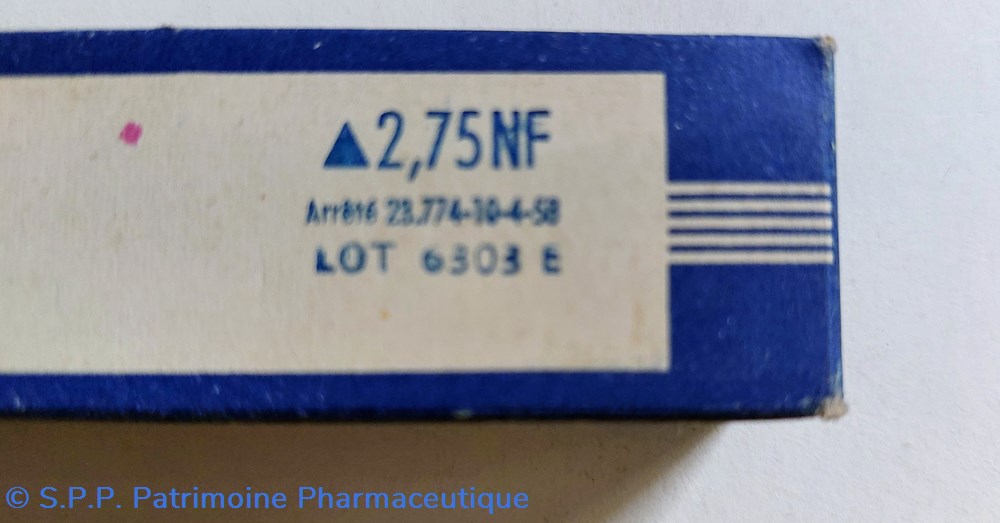 ▲2,75NF
Arrêté 23.774-10-4-58
LOT 6303 E
© S.P.P. Patrimoine Pharmaceutique